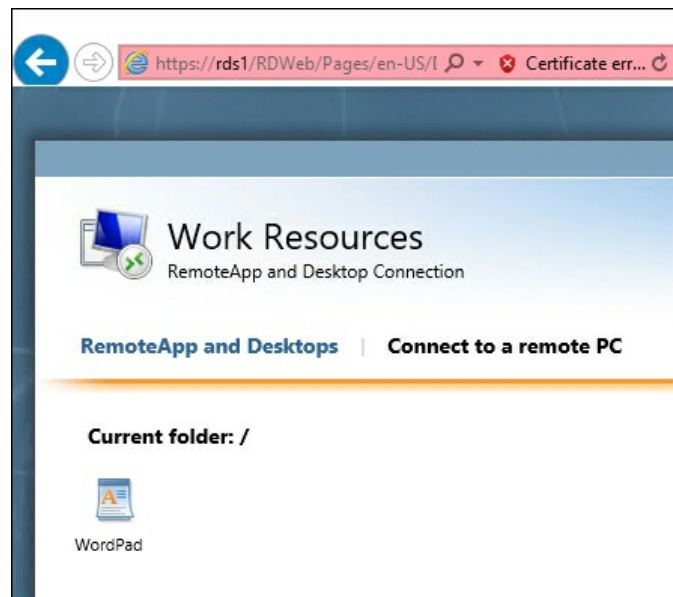 https://rds1/RDWeb/Pages/en-US/ Certificate err...
Work Resources
RemoteApp and Desktop Connection
RemoteApp and Desktops | Connect to a remote PC
Current folder: /
WordPad